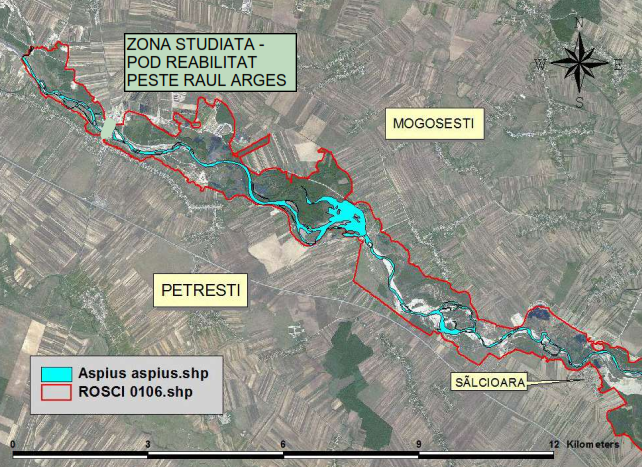 ZONA STUDIATA -
POD REABILITAT
PESTE RAUL ARGES
N
W E
S
MOGOSESTI
PETRESTI
Aspius aspius.shp
ROSCI 0106.shp
SÃLCIOARA
0 3 6 9 12 Kilometers